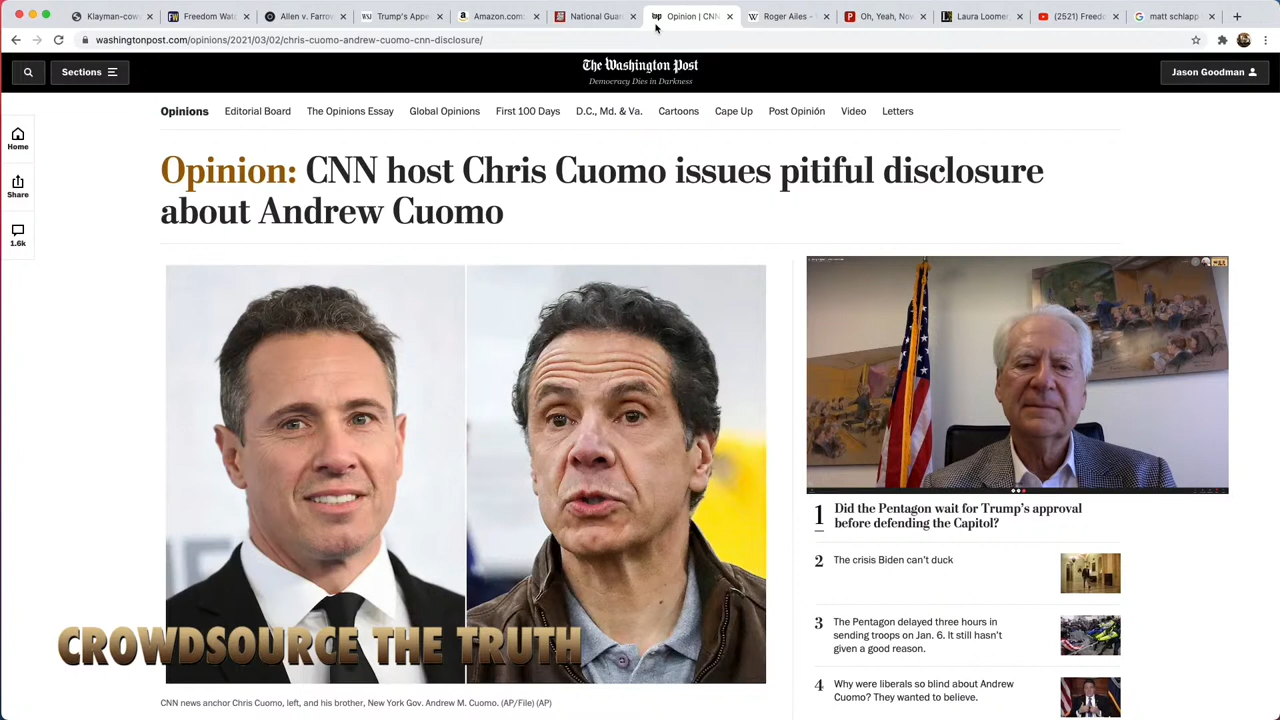 Klayman-cow
Freedom Wat
Allen v. Farrov
Trump's Appe
Amazon.com:
National Guar
Opinion | CNN
Roger Ailes -
Oh, Yeah, Nov
Laura Loomer
(2521) Freedo
matt schlapp
washingtonpost.com/opinions/2021/03/02/chris-cuomo-andrew-cuomo-cnn-disclosure/
Sections
The Washington Post
Democracy Dies in Darkness
Jason Goodman
Opinions Editorial Board The Opinions Essay Global Opinions First 100 Days D.C., Md. & Va. Cartoons Cape Up Post Opinión Video Letters
Home
Share
1.6k
Opinion: CNN host Chris Cuomo issues pitiful disclosure
about Andrew Cuomo
1 Did the Pentagon wait for Trump's approval
before defending the Capitol?
2 The crisis Biden can't duck
3 The Pentagon delayed three hours in
sending troops on Jan. 6. It still hasn't
given a good reason.
4 Why were liberals so blind about Andrew
Cuomo? They wanted to believe.
CROWDSOURCE THE TRUTH
CNN news anchor Chris Cuomo, left, and his brother, New York Gov. Andrew M. Cuomo. (AP/File) (AP)